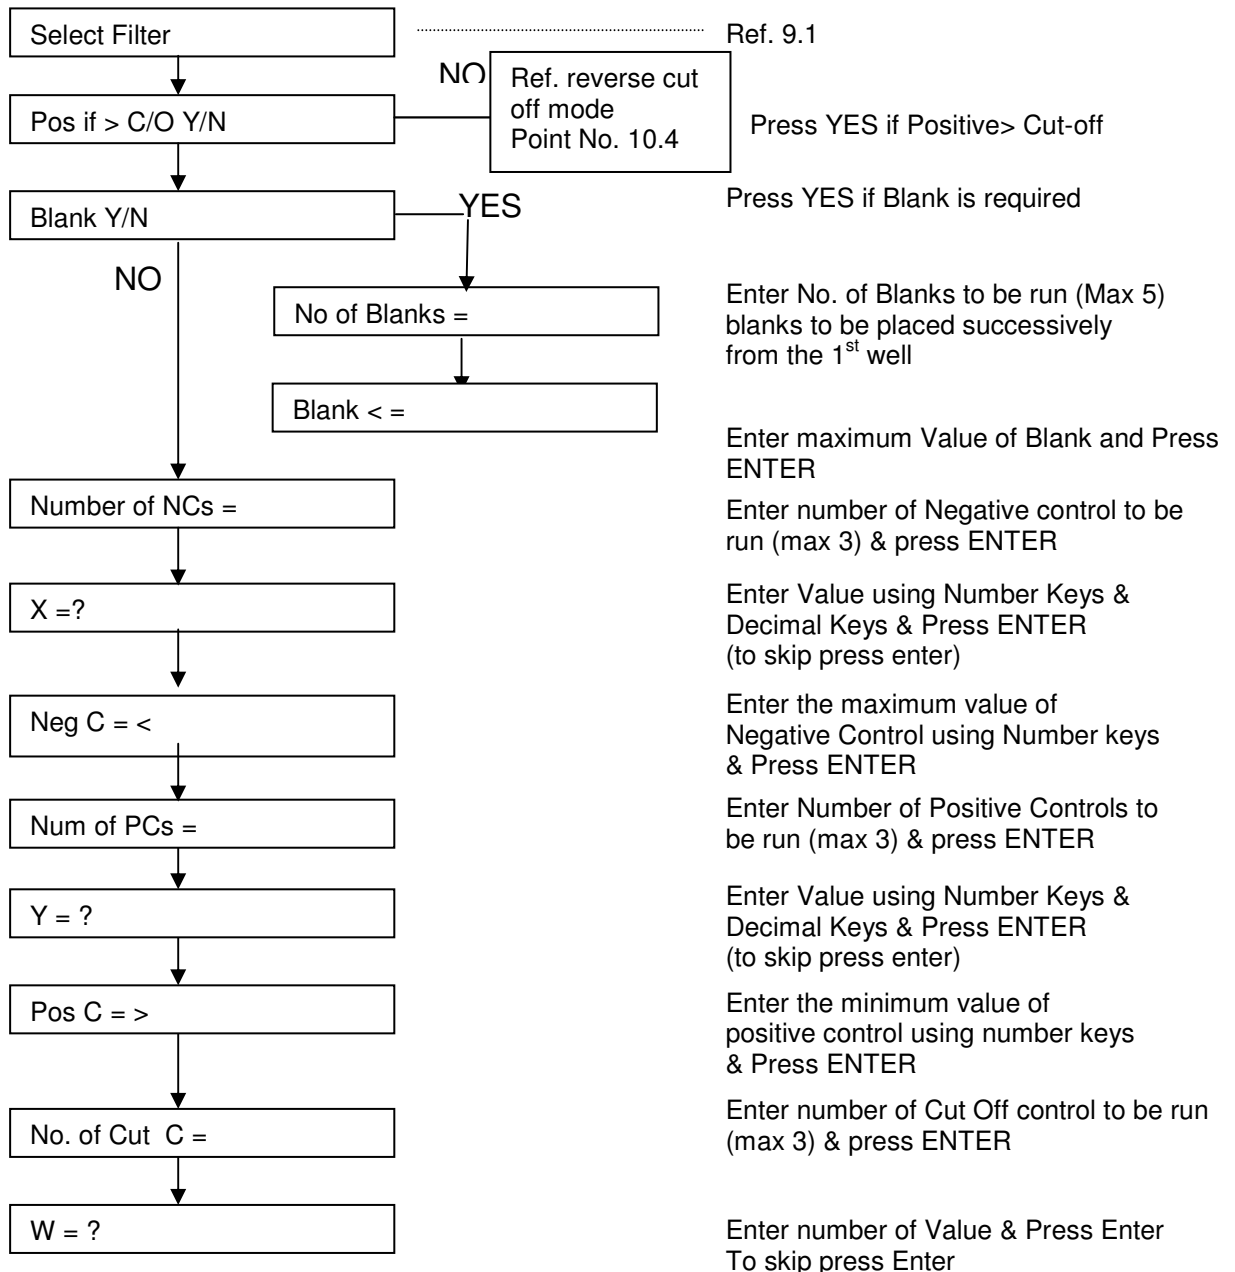 Select Filter
Ref. 9.1
NO
Ref. reverse cut
off mode
Point No. 10.4
Pos if > C/O Y/N
Press YES if Positive> Cut-off
Blank Y/N
YES
Press YES if Blank is required
NO
No of Blanks =
Enter No. of Blanks to be run (Max 5)
blanks to be placed successively
from the 1st well
Blank < =
Enter maximum Value of Blank and Press
ENTER
Number of NCs =
Enter number of Negative control to be
run (max 3) & press ENTER
X =?
Enter Value using Number Keys &
Decimal Keys & Press ENTER
(to skip press enter)
Neg C = <
Enter the maximum value of
Negative Control using Number keys
& Press ENTER
Num of PCs =
Enter Number of Positive Controls to
be run (max 3) & press ENTER
Y = ?
Enter Value using Number Keys &
Decimal Keys & Press ENTER
(to skip press enter)
Pos C = >
Enter the minimum value of
positive control using number keys
& Press ENTER
No. of Cut  C =
Enter number of Cut Off control to be run
(max 3) & press ENTER
W = ?
Enter number of Value & Press Enter
To skip press Enter